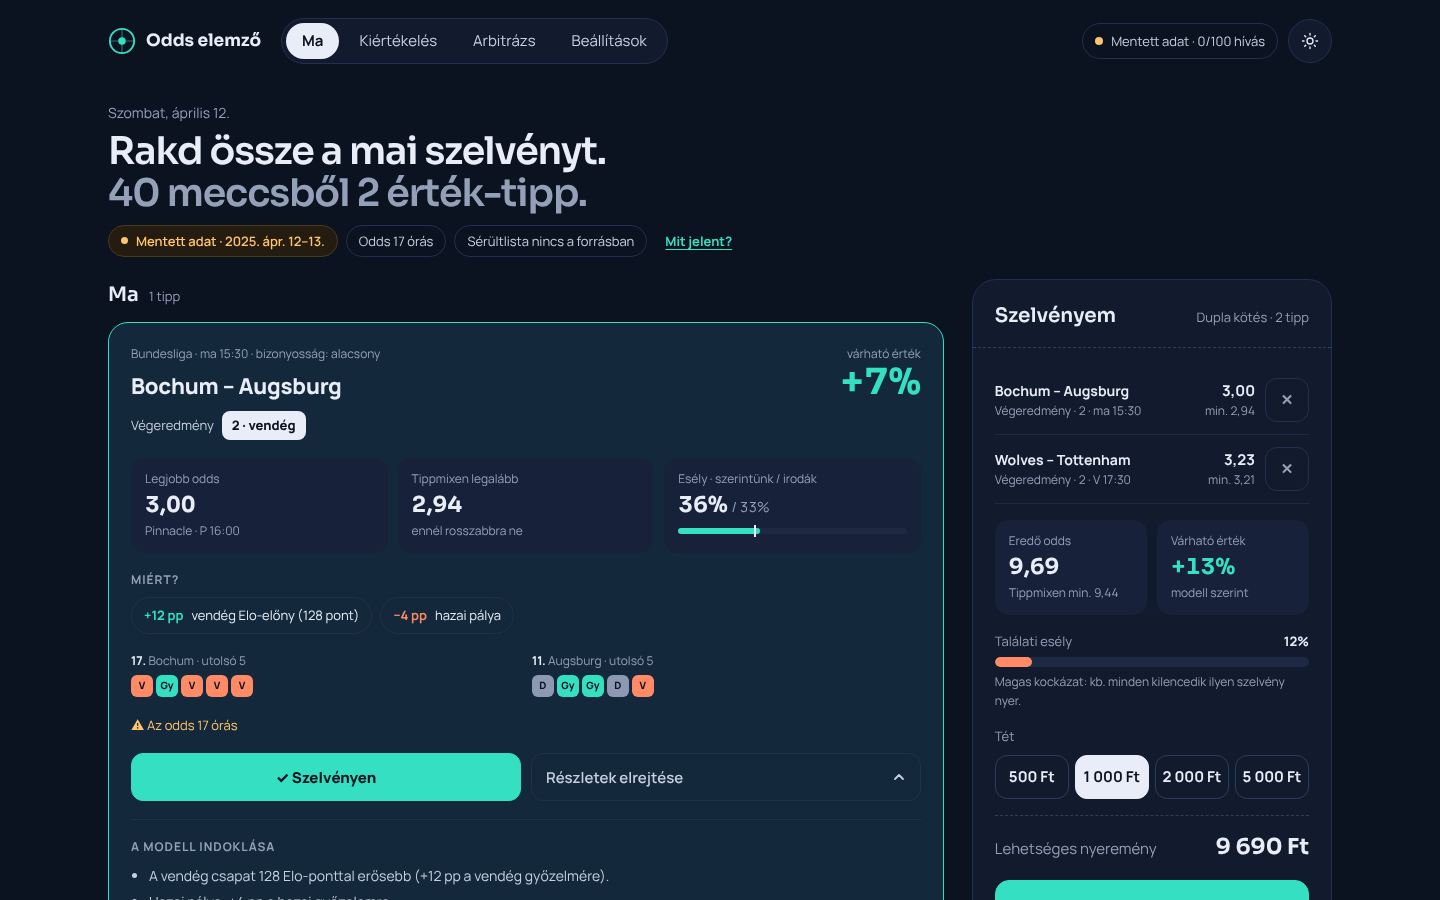 Odds elemző
Ma
Kiértékelés
Arbitrázs
Beállítások
Mentett adat · 0/100 hívás
Szombat, április 12.
Rakd össze a mai szelvényt.
40 meccsből 2 érték-tipp.
Mentett adat · 2025. ápr. 12–13.
Odds 17 órás
Sérültlista nincs a forrásban
Mit jelent?
Ma 1 tipp
Bundesliga · ma 15:30 · bizonyosság: alacsony
Bochum – Augsburg
Végeredmény 2 · vendég
várható érték
+7%
Legjobb odds
3,00
Pinnacle · P 16:00
Tippmixen legalább
2,94
ennél rosszabbra ne
Esély · szerintünk / irodák
36% / 33%
MIÉRT?
+12 pp vendég Elo-előny (128 pont)
−4 pp hazai pálya
17. Bochum · utolsó 5
V Gy V V V
11. Augsburg · utolsó 5
D Gy Gy D V
Az odds 17 órás
✓ Szelvényen
Részletek elrejtése
A MODELL INDOKLÁSA
• A vendég csapat 128 Elo-ponttal erősebb (+12 pp a vendég győzelmére).
Szelvényem
Dupla kötés · 2 tipp
Bochum – Augsburg
Végeredmény · 2 · ma 15:30
3,00
min. 2,94
Wolves – Tottenham
Végeredmény · 2 · V 17:30
3,23
min. 3,21
Eredő odds
9,69
Tippmixen min. 9,44
Várható érték
+13%
modell szerint
Találati esély
12%
Magas kockázat: kb. minden kilencedik ilyen szelvény
nyer.
Tét
500 Ft
1 000 Ft
2 000 Ft
5 000 Ft
Lehetséges nyeremény
9 690 Ft